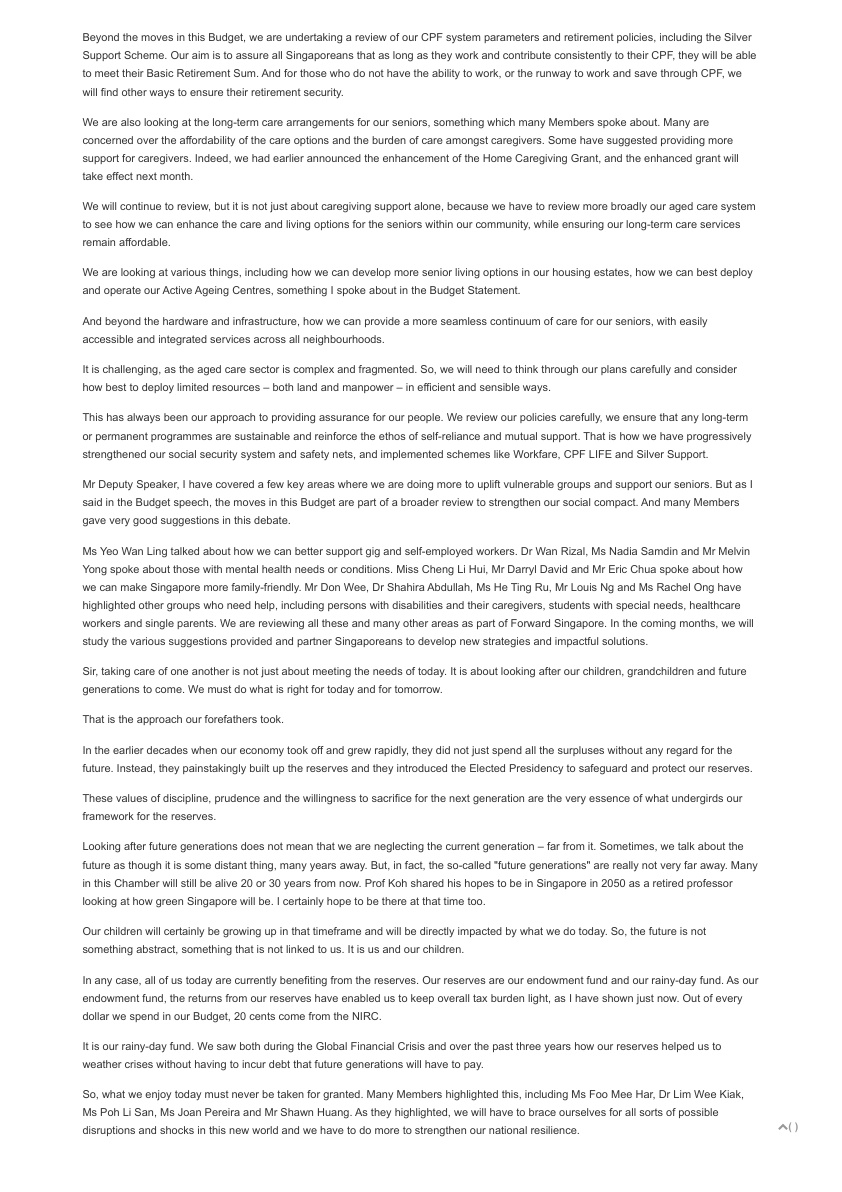 Beyond the moves in this Budget, we are undertaking a review of our CPF system parameters and retirement policies, including the Silver
Support Scheme. Our aim is to assure all Singaporeans that as long as they work and contribute consistently to their CPF, they will be able
to meet their Basic Retirement Sum. And for those who do not have the ability to work, or the runway to work and save through CPF, we
will find other ways to ensure their retirement security.
We are also looking at the long-term care arrangements for our seniors, something which many Members spoke about. Many are
concerned over the affordability of the care options and the burden of care amongst caregivers. Some have suggested providing more
support for caregivers. Indeed, we had earlier announced the enhancement of the Home Caregiving Grant, and the enhanced grant will
take effect next month.
We will continue to review, but it is not just about caregiving support alone, because we have to review more broadly our aged care system
to see how we can enhance the care and living options for the seniors within our community, while ensuring our long-term care services
remain affordable.
We are looking at various things, including how we can develop more senior living options in our housing estates, how we can best deploy
and operate our Active Ageing Centres, something I spoke about in the Budget Statement.
And beyond the hardware and infrastructure, how we can provide a more seamless continuum of care for our seniors, with easily
accessible and integrated services across all neighbourhoods.
It is challenging, as the aged care sector is complex and fragmented. So, we will need to think through our plans carefully and consider
how best to deploy limited resources – both land and manpower – in efficient and sensible ways.
This has always been our approach to providing assurance for our people. We review our policies carefully, we ensure that any long-term
or permanent programmes are sustainable and reinforce the ethos of self-reliance and mutual support. That is how we have progressively
strengthened our social security system and safety nets, and implemented schemes like Workfare, CPF LIFE and Silver Support.
Mr Deputy Speaker, I have covered a few key areas where we are doing more to uplift vulnerable groups and support our seniors. But as I
said in the Budget speech, the moves in this Budget are part of a broader review to strengthen our social compact. And many Members
gave very good suggestions in this debate.
Ms Yeo Wan Ling talked about how we can better support gig and self-employed workers. Dr Wan Rizal, Ms Nadia Samdin and Mr Melvin
Yong spoke about those with mental health needs or conditions. Miss Cheng Li Hui, Mr Darryl David and Mr Eric Chua spoke about how
we can make Singapore more family-friendly. Mr Don Wee, Dr Shahira Abdullah, Ms He Ting Ru, Mr Louis Ng and Ms Rachel Ong have
highlighted other groups who need help, including persons with disabilities and their caregivers, students with special needs, healthcare
workers and single parents. We are reviewing all these and many other areas as part of Forward Singapore. In the coming months, we will
study the various suggestions provided and partner Singaporeans to develop new strategies and impactful solutions.
Sir, taking care of one another is not just about meeting the needs of today. It is about looking after our children, grandchildren and future
generations to come. We must do what is right for today and for tomorrow.
That is the approach our forefathers took.
In the earlier decades when our economy took off and grew rapidly, they did not just spend all the surpluses without any regard for the
future. Instead, they painstakingly built up the reserves and they introduced the Elected Presidency to safeguard and protect our reserves.
These values of discipline, prudence and the willingness to sacrifice for the next generation are the very essence of what undergirds our
framework for the reserves.
Looking after future generations does not mean that we are neglecting the current generation – far from it. Sometimes, we talk about the
future as though it is some distant thing, many years away. But, in fact, the so-called "future generations" are really not very far away. Many
in this Chamber will still be alive 20 or 30 years from now. Prof Koh shared his hopes to be in Singapore in 2050 as a retired professor
looking at how green Singapore will be. I certainly hope to be there at that time too.
Our children will certainly be growing up in that timeframe and will be directly impacted by what we do today. So, the future is not
something abstract, something that is not linked to us. It is us and our children.
In any case, all of us today are currently benefiting from the reserves. Our reserves are our endowment fund and our rainy-day fund. As our
endowment fund, the returns from our reserves have enabled us to keep overall tax burden light, as I have shown just now. Out of every
dollar we spend in our Budget, 20 cents come from the NIRC.
It is our rainy-day fund. We saw both during the Global Financial Crisis and over the past three years how our reserves helped us to
weather crises without having to incur debt that future generations will have to pay.
So, what we enjoy today must never be taken for granted. Many Members highlighted this, including Ms Foo Mee Har, Dr Lim Wee Kiak,
Ms Poh Li San, Ms Joan Pereira and Mr Shawn Huang. As they highlighted, we will have to brace ourselves for all sorts of possible
disruptions and shocks in this new world and we have to do more to strengthen our national resilience.
( )